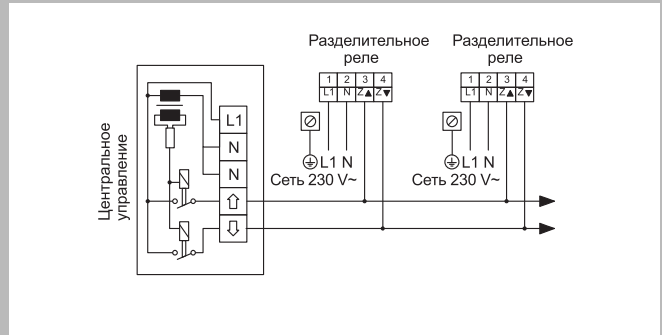 Разделительное
реле
1 2 3 4
L1 N Z▲ Z▼
L1 N
Сеть 230 V~
Разделительное
реле
1 2 3 4
L1 N Z▲ Z▼
L1 N
Сеть 230 V~
Центральное
управление
L1
N
N
⇧
⇩